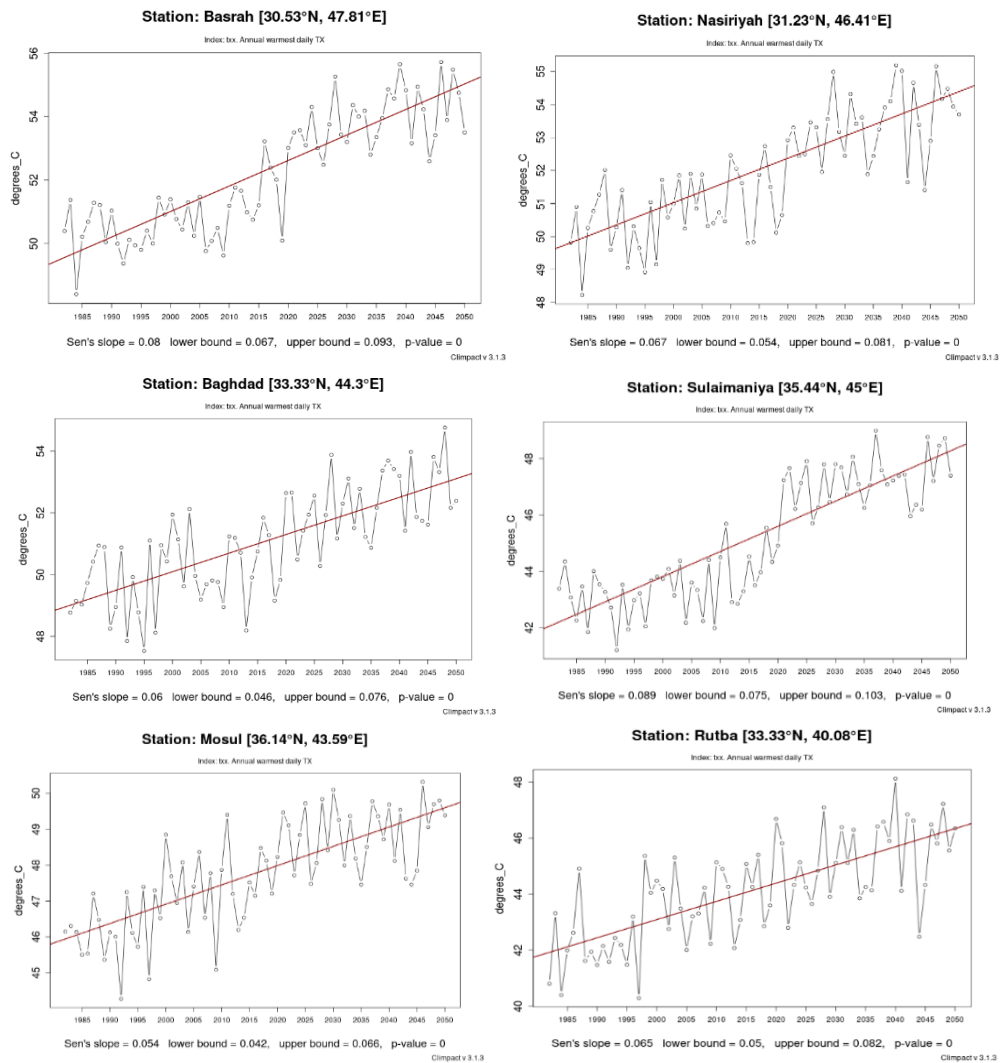 Station: Basrah [30.53°N, 47.81°E]
Index: txx. Annual warmest daily TX
degrees_C
56
54
52
50
1985 1990 1995 2000 2005 2010 2015 2020 2025 2030 2035 2040 2045 2050
Sen's slope = 0.08 lower bound = 0.067, upper bound = 0.093, p-value = 0
Climpact v 3.1.3
Station: Nasiriyah [31.23°N, 46.41°E]
Index: txx. Annual warmest daily TX
degrees_C
55
54
53
52
51
50
49
48
1985 1990 1995 2000 2005 2010 2015 2020 2025 2030 2035 2040 2045 2050
Sen's slope = 0.067 lower bound = 0.054, upper bound = 0.081, p-value = 0
Climpact v 3.1.3
Station: Baghdad [33.33°N, 44.3°E]
Index: txx. Annual warmest daily TX
degrees_C
54
52
50
48
1985 1990 1995 2000 2005 2010 2015 2020 2025 2030 2035 2040 2045 2050
Sen's slope = 0.06 lower bound = 0.046, upper bound = 0.076, p-value = 0
Climpact v 3.1.3
Station: Sulaimaniya [35.44°N, 45°E]
Index: txx. Annual warmest daily TX
degrees_C
48
46
44
42
1985 1990 1995 2000 2005 2010 2015 2020 2025 2030 2035 2040 2045 2050
Sen's slope = 0.089 lower bound = 0.075, upper bound = 0.103, p-value = 0
Climpact v 3.1.3
Station: Mosul [36.14°N, 43.59°E]
Index: txx. Annual warmest daily TX
degrees_C
50
49
48
47
46
45
1985 1990 1995 2000 2005 2010 2015 2020 2025 2030 2035 2040 2045 2050
Sen's slope = 0.054 lower bound = 0.042, upper bound = 0.066, p-value = 0
Climpact v 3.1.3
Station: Rutba [33.33°N, 40.08°E]
Index: txx. Annual warmest daily TX
degrees_C
48
46
44
42
40
1985 1990 1995 2000 2005 2010 2015 2020 2025 2030 2035 2040 2045 2050
Sen's slope = 0.065 lower bound = 0.05, upper bound = 0.082, p-value = 0
Climpact v 3.1.3